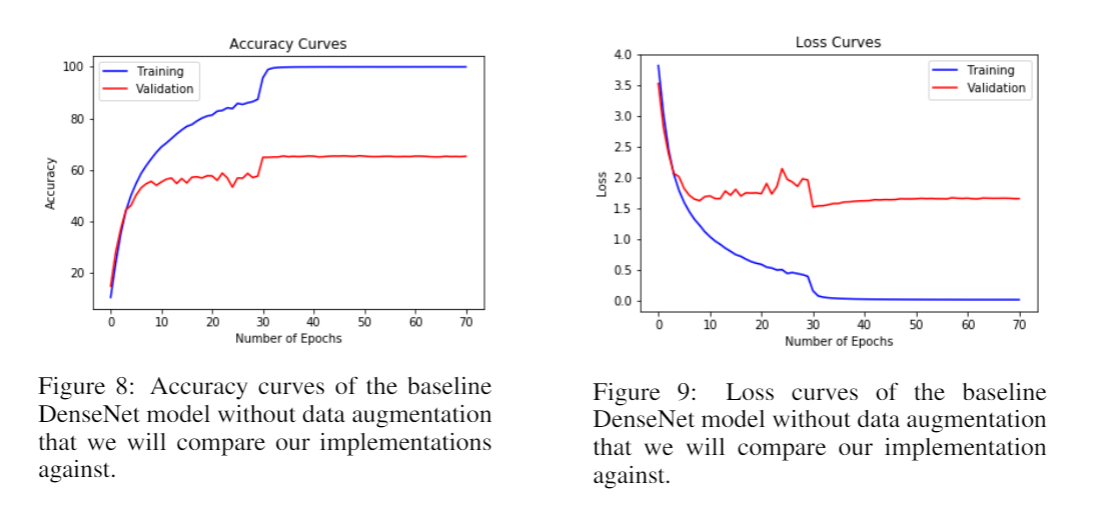 Accuracy Curves
100
80
60
40
20
Accuracy
Training
Validation
0 10 20 30 40 50 60 70
Number of Epochs
Figure 8: Accuracy curves of the baseline
DenseNet model without data augmentation
that we will compare our implementations
against.
Loss Curves
4.0
3.5
3.0
2.5
2.0
1.5
1.0
0.5
0.0
Loss
Training
Validation
0 10 20 30 40 50 60 70
Number of Epochs
Figure 9: Loss curves of the baseline
DenseNet model without data augmentation
that we will compare our implementation
against.